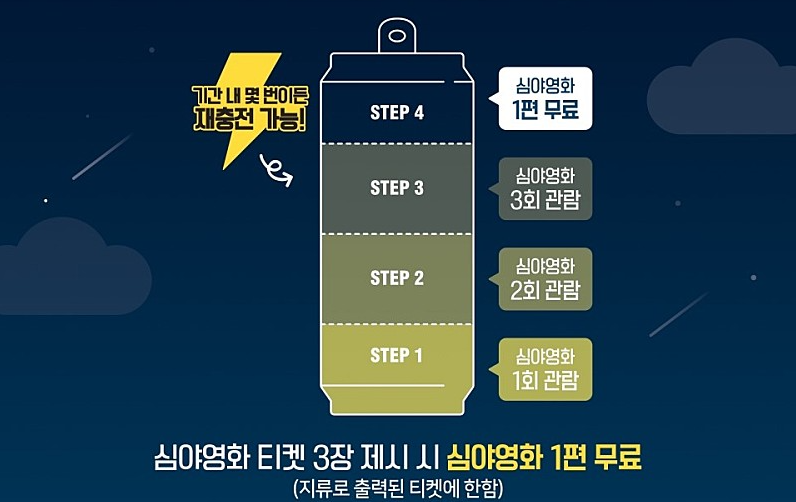 기간 내 몇 번이든
재충전 가능!
STEP 4
심야영화
1편 무료
STEP 3
심야영화
3회 관람
STEP 2
심야영화
2회 관람
STEP 1
심야영화
1회 관람
심야영화 티켓 3장 제시 시 심야영화 1편 무료
(지류로 출력된 티켓에 한함)